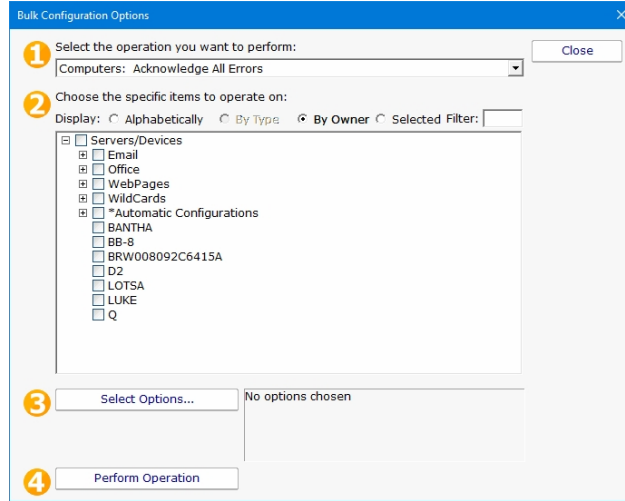 Bulk Configuration Options
1 Select the operation you want to perform:
Close
Computers: Acknowledge All Errors
2 Choose the specific items to operate on:
Display: Alphabetically By Type By Owner Selected Filter:
Servers/Devices
Email
Office
WebPages
WildCards
*Automatic Configurations
BANTHA
BB-8
BRW008092C6415A
D2
LOTSA
LUKE
Q
3 Select Options... No options chosen
4 Perform Operation